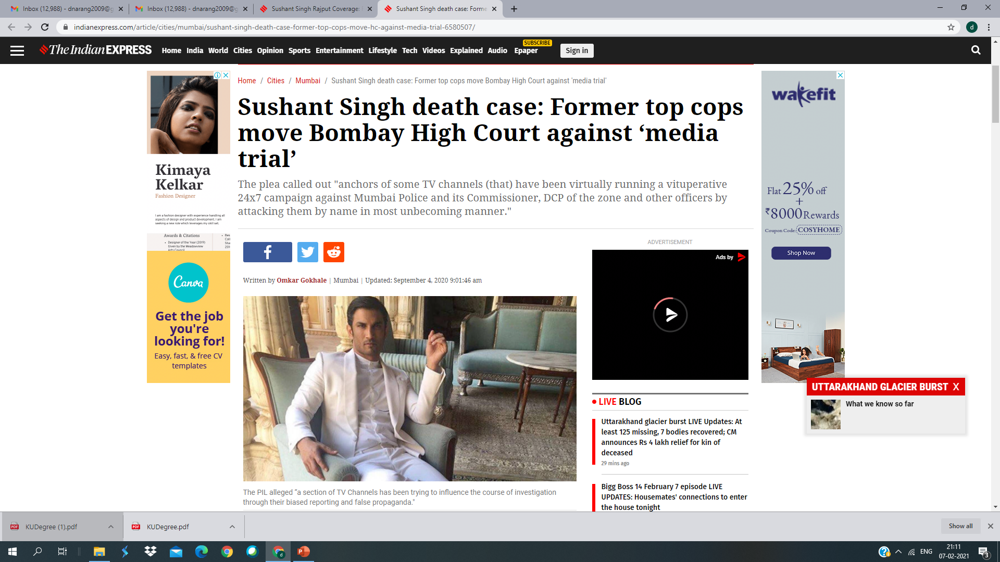 Inbox (12,988) - dnarang2009@g
Inbox (12,988) - dnarang2009@g
Sushant Singh Rajput Coverage:
Sushant Singh death case: Forme
indianexpress.com/article/cities/mumbai/sushant-singh-death-case-former-top-cops-move-hc-against-media-trial-6580507/
d
The Indian EXPRESS
Home India World Cities Opinion Sports Entertainment Lifestyle Tech Videos Explained Audio Epaper
SUBSCRIBE
Sign in
Home / Cities / Mumbai / Sushant Singh death case: Former top cops move Bombay High Court against 'media trial'
Sushant Singh death case: Former top cops
move Bombay High Court against ‘media
trial’
The plea called out "anchors of some TV channels (that) have been virtually running a vituperative
24x7 campaign against Mumbai Police and its Commissioner, DCP of the zone and other officers by
attacking them by name in most unbecoming manner."
Written by Omkar Gokhale | Mumbai | Updated: September 4, 2020 9:01:46 am
The PIL alleged “a section of TV Channels has been trying to influence the course of investigation
through their biased reporting and false propaganda."
Kimaya
Kelkar
Fashion Designer
I am a fashion designer with experience handling all
aspects of design and product development. I am
seeking a new role which leverages my skill set.
Awards & Citations
Designer of the Year (2019)
Given by the Meadowview
Arts Council
Canva
Get the job
you're
looking for!
Easy, fast, & free CV
templates
ADVERTISEMENT
Ads by
LIVE BLOG
Uttarakhand glacier burst LIVE Updates: At
least 125 missing, 7 bodies recovered; CM
announces Rs 4 lakh relief for kin of
deceased
29 mins ago
Bigg Boss 14 February 7 episode LIVE
UPDATES: Housemates' connections to enter
the house tonight
wakefit
Flat 25% off
+
₹8000 Rewards
Coupon Code: COSYHOME
Shop Now
UTTARAKHAND GLACIER BURST X
What we know so far
KUDegree (1).pdf
KUDegree.pdf
Show all
ENG
21:11
07-02-2021
3